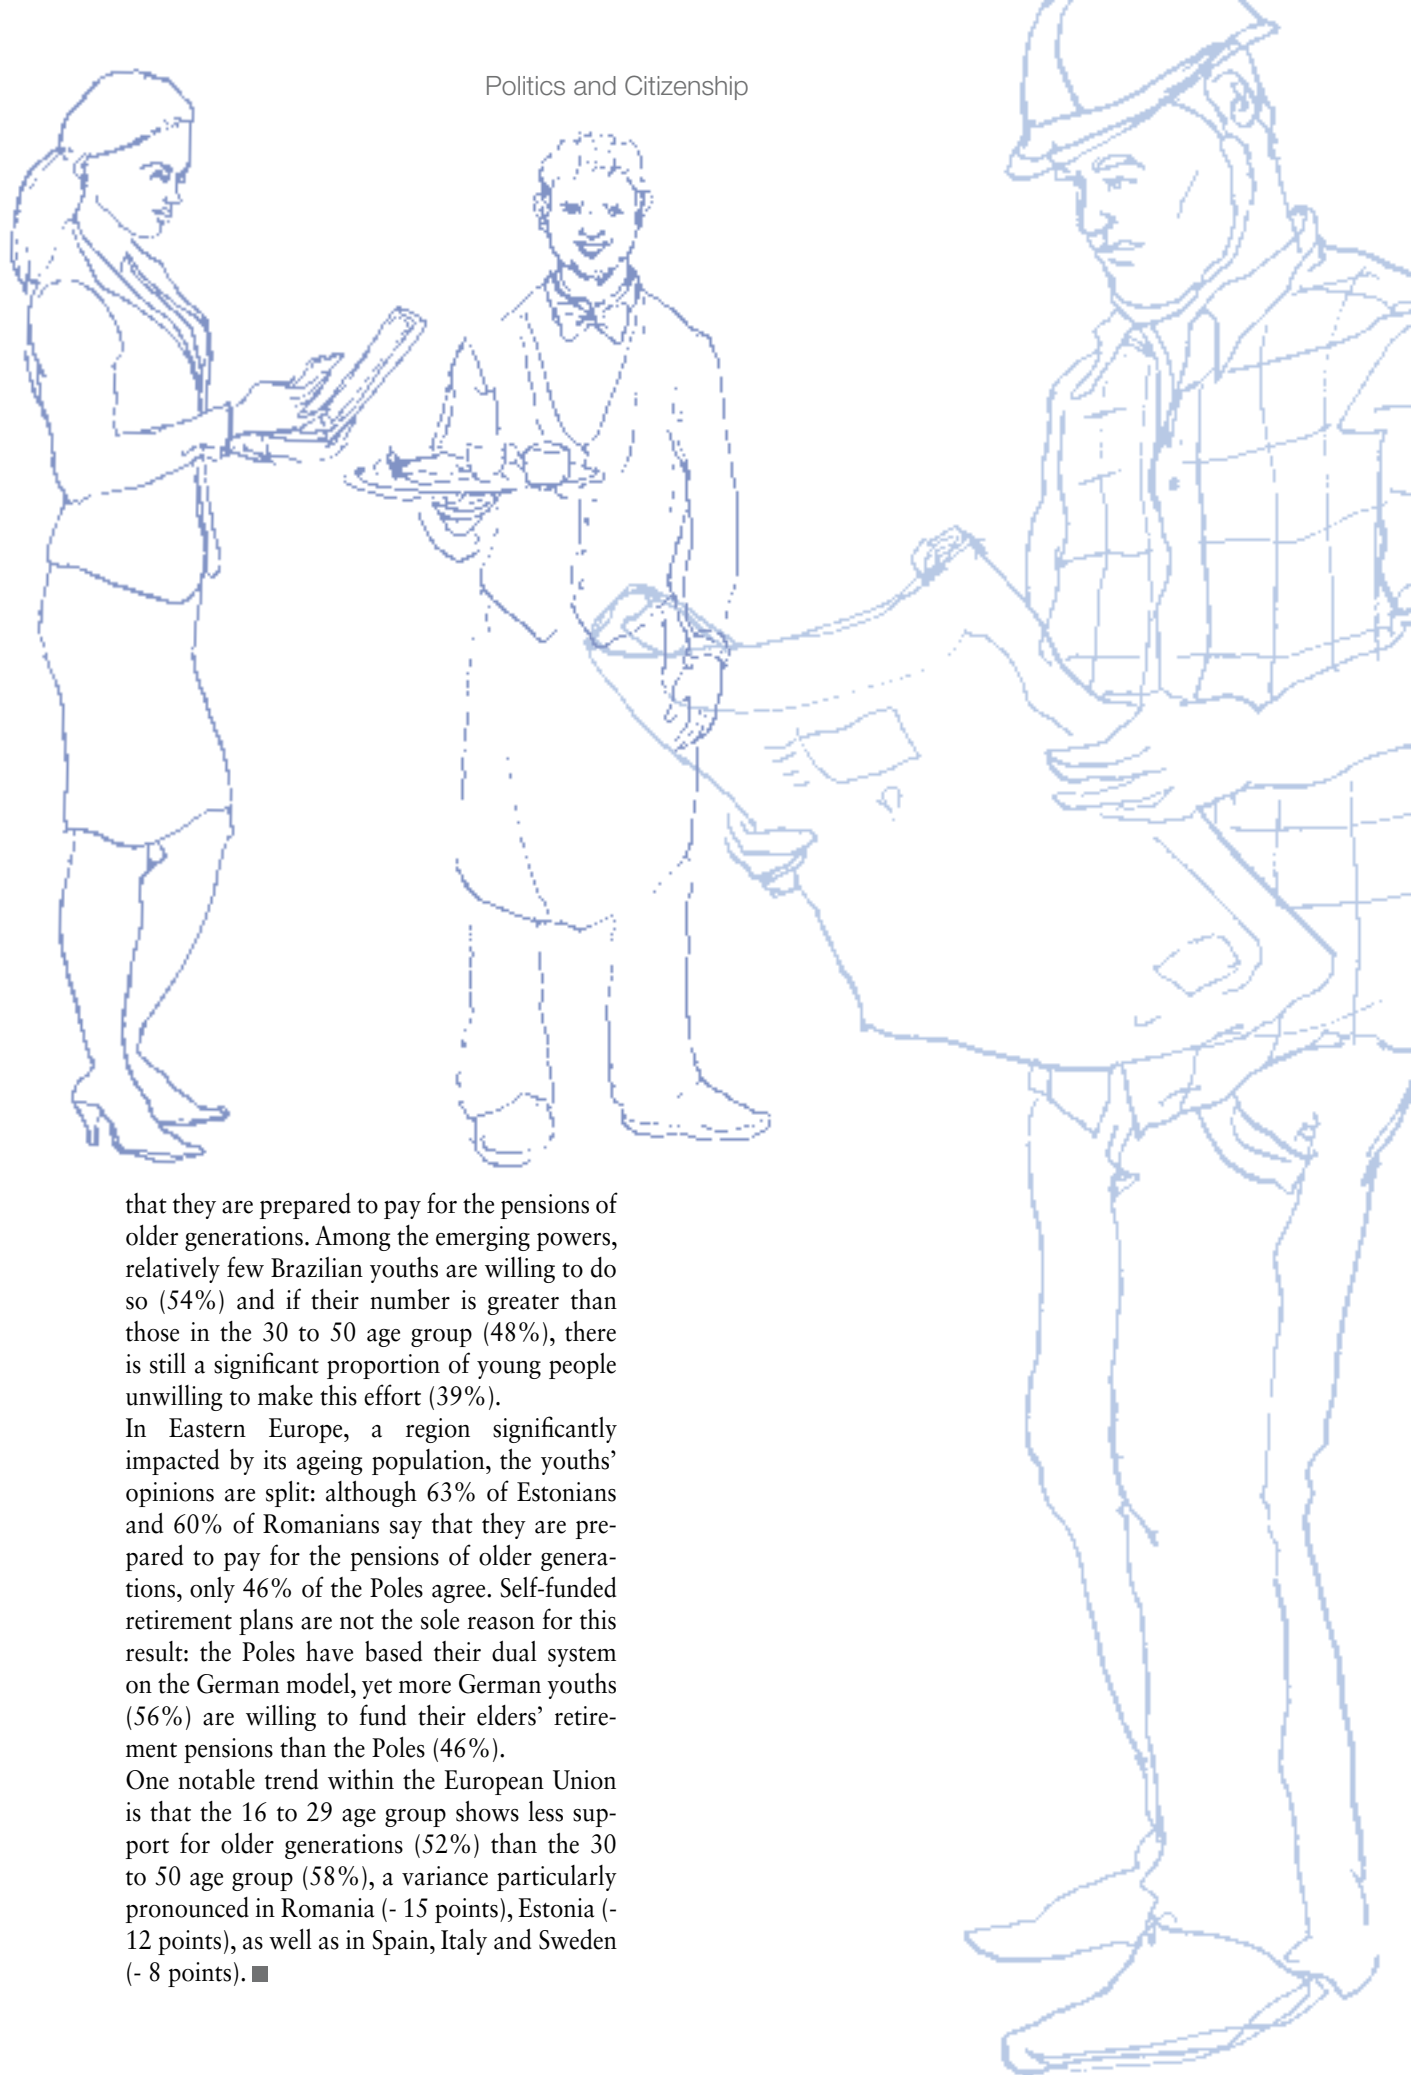 Politics and Citizenship
that they are prepared to pay for the pensions of
older generations. Among the emerging powers,
relatively few Brazilian youths are willing to do
so (54%) and if their number is greater than
those in the 30 to 50 age group (48%), there
is still a significant proportion of young people
unwilling to make this effort (39%).
In Eastern Europe, a region significantly
impacted by its ageing population, the youths’
opinions are split: although 63% of Estonians
and 60% of Romanians say that they are pre-
pared to pay for the pensions of older genera-
tions, only 46% of the Poles agree. Self-funded
retirement plans are not the sole reason for this
result: the Poles have based their dual system
on the German model, yet more German youths
(56%) are willing to fund their elders’ retire-
ment pensions than the Poles (46%).
One notable trend within the European Union
is that the 16 to 29 age group shows less sup-
port for older generations (52%) than the 30
to 50 age group (58%), a variance particularly
pronounced in Romania (- 15 points), Estonia (-
12 points), as well as in Spain, Italy and Sweden
(- 8 points). ■